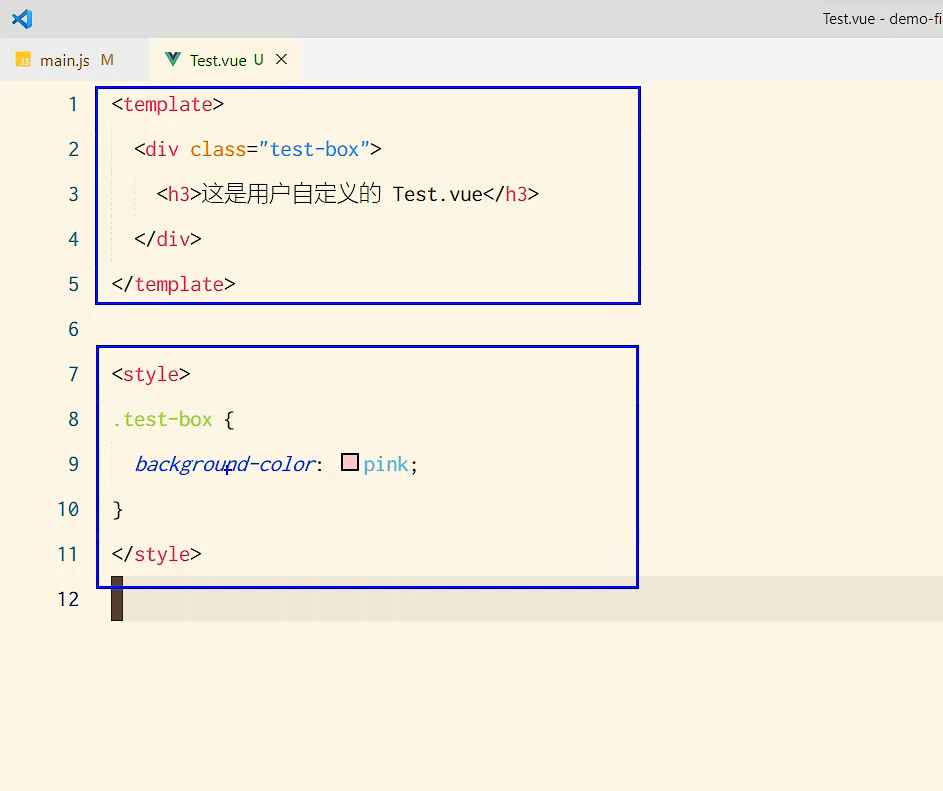 Test.vue - demo-fi
main.js M
Test.vue U
1 <template>
2 <div class="test-box">
3 <h3>这是用户自定义的 Test.vue</h3>
4 </div>
5 </template>
6
7 <style>
8 .test-box {
9 background-color: pink;
10 }
11 </style>
12